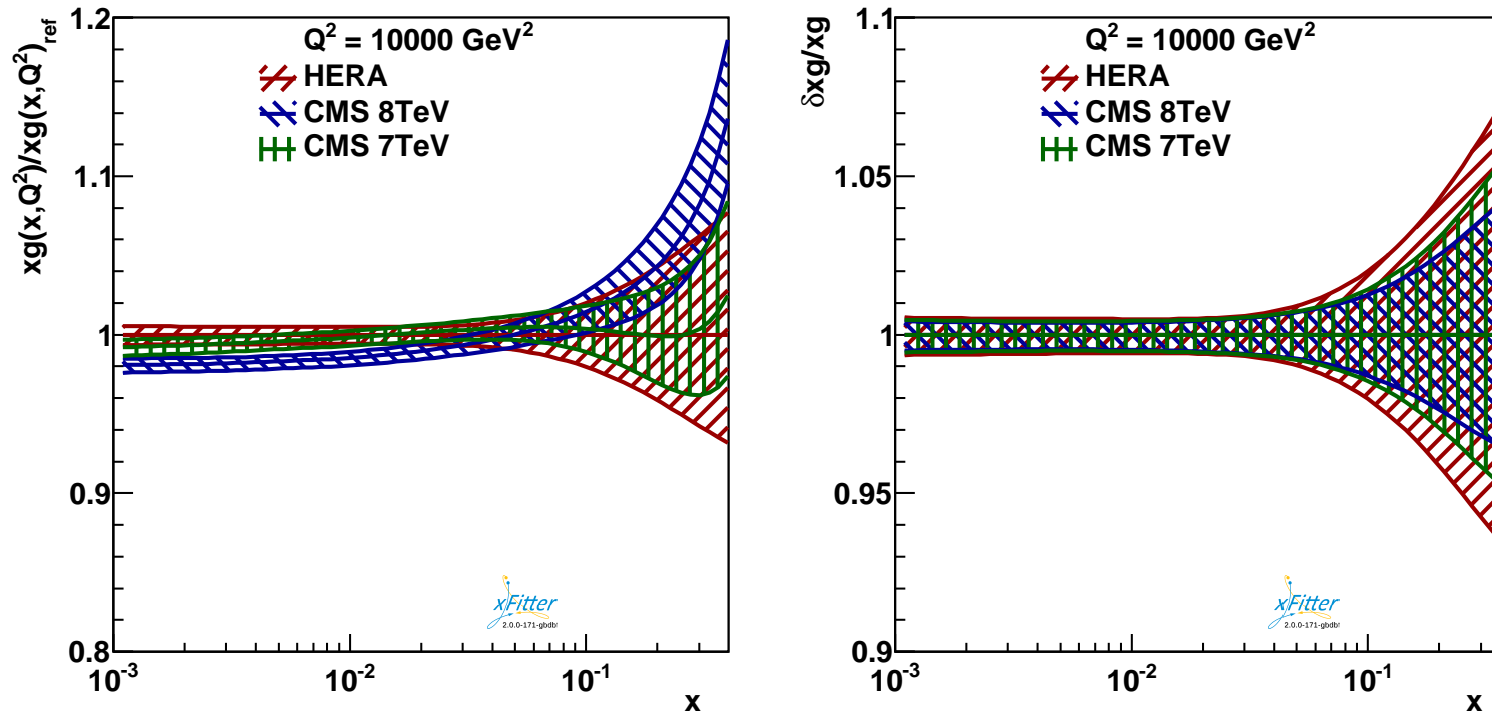 xg(x,Q²)/xg(x,Q²)ref
1.2
1.1
1
0.9
0.8
Q² = 10000 GeV²
HERA
CMS 8TeV
CMS 7TeV
xFitter
10⁻³
10⁻²
10⁻¹
x
δxg/xg
1.1
1.05
1
0.95
0.9
Q² = 10000 GeV²
HERA
CMS 8TeV
CMS 7TeV
xFitter
10⁻³
10⁻²
10⁻¹
x